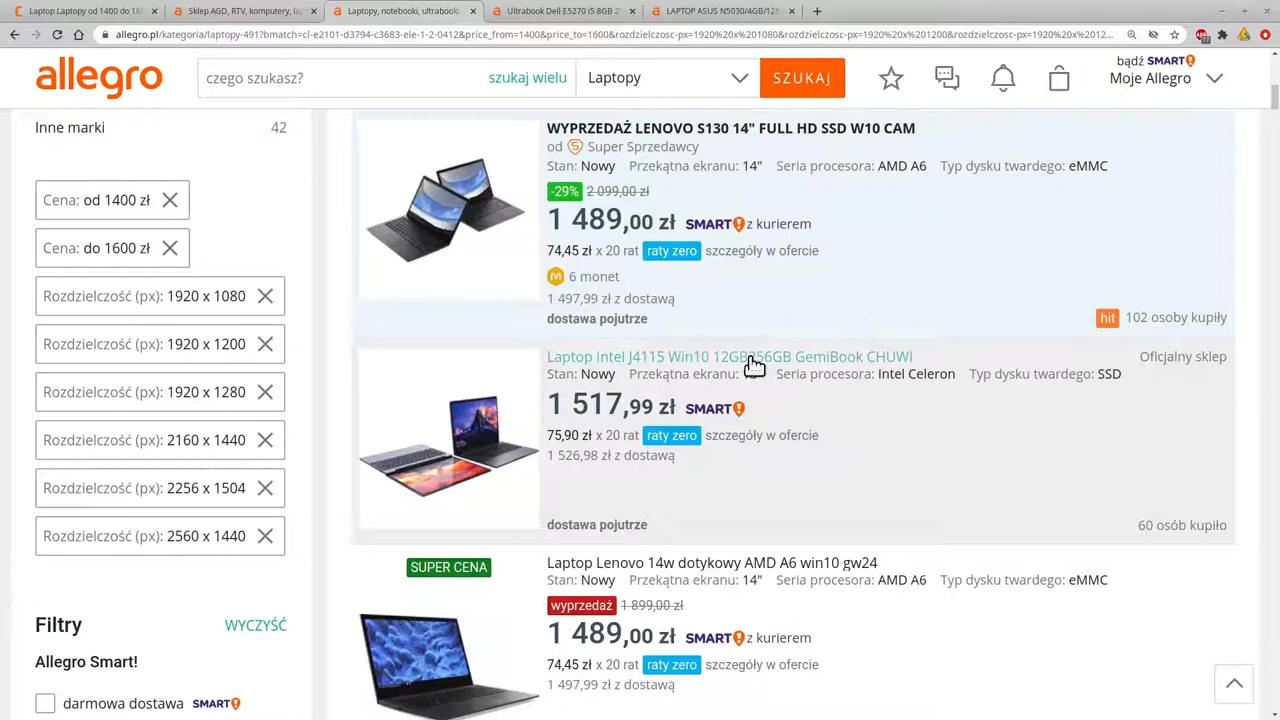 Laptop Laptopy od 1400 do 16
Sklep AGD, RTV, komputery, la
Laptopy, notebooki, ultrabooki
Ultrabook Dell E5270 i5 8GB 2
LAPTOP ASUS N5030/4GB/128
allegro.pl/kategoria/laptopy-491?bmatch=cl-e2101-d3794-c3683-ele-1-2-0412&price_from=1400&price_to=1600&rozdzielczosc-px=1920%20x%201080&rozdzielczosc-px=1920%20x%201200&rozdzielczosc-px=1920%20x%2012...
allegro
czego szukasz?
szukaj wielu
Laptopy
SZUKAJ
bądź SMART!
Moje Allegro
Inne marki 42
Cena: od 1400 zł
Cena: do 1600 zł
Rozdzielczość (px): 1920 x 1080
Rozdzielczość (px): 1920 x 1200
Rozdzielczość (px): 1920 x 1280
Rozdzielczość (px): 2160 x 1440
Rozdzielczość (px): 2256 x 1504
Rozdzielczość (px): 2560 x 1440
Filtry WYCZYŚĆ
Allegro Smart!
darmowa dostawa SMART!
WYPRZEDAŻ LENOVO S130 14" FULL HD SSD W10 CAM
od Super Sprzedawcy
Stan: Nowy Przekątna ekranu: 14" Seria procesora: AMD A6 Typ dysku twardego: eMMC
-29% 2 099,00 zł
1 489,00 zł SMART! z kurierem
74,45 zł x 20 rat raty zero szczegóły w ofercie
6 monet
1 497,99 zł z dostawą
dostawa pojutrze
hit 102 osoby kupiły
Laptop Intel J4115 Win10 12GB256GB GemiBook CHUWI
Oficjalny sklep
Stan: Nowy Przekątna ekranu: Seria procesora: Intel Celeron Typ dysku twardego: SSD
1 517,99 zł SMART!
75,90 zł x 20 rat raty zero szczegóły w ofercie
1 526,98 zł z dostawą
dostawa pojutrze
60 osób kupiło
SUPER CENA
Laptop Lenovo 14w dotykowy AMD A6 win10 gw24
Stan: Nowy Przekątna ekranu: 14" Seria procesora: AMD A6 Typ dysku twardego: eMMC
wyprzedaż 1 899,00 zł
1 489,00 zł SMART! z kurierem
74,45 zł x 20 rat raty zero szczegóły w ofercie
1 497,99 zł z dostawą